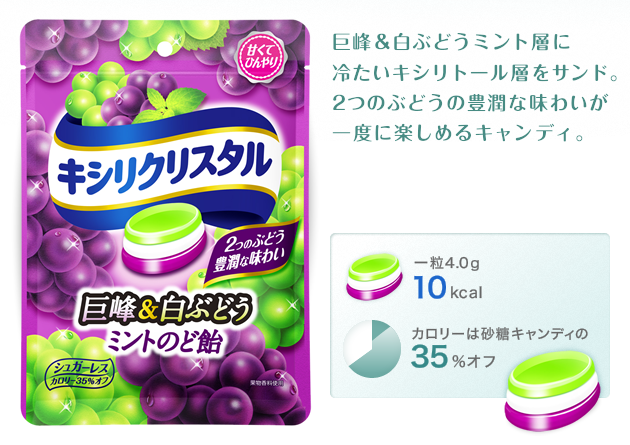 甘くて
ひんやり
キシリクリスタル
2つのぶどう
豊潤な味わい
巨峰&白ぶどう
ミントのど飴
シュガーレス
カロリー35%オフ
果物香料使用
巨峰&白ぶどうミント層に
冷たいキシリトール層をサンド。
2つのぶどうの豊潤な味わいが
一度に楽しめるキャンディ。
一粒4.0g
10kcal
カロリーは砂糖キャンディの
35%オフ